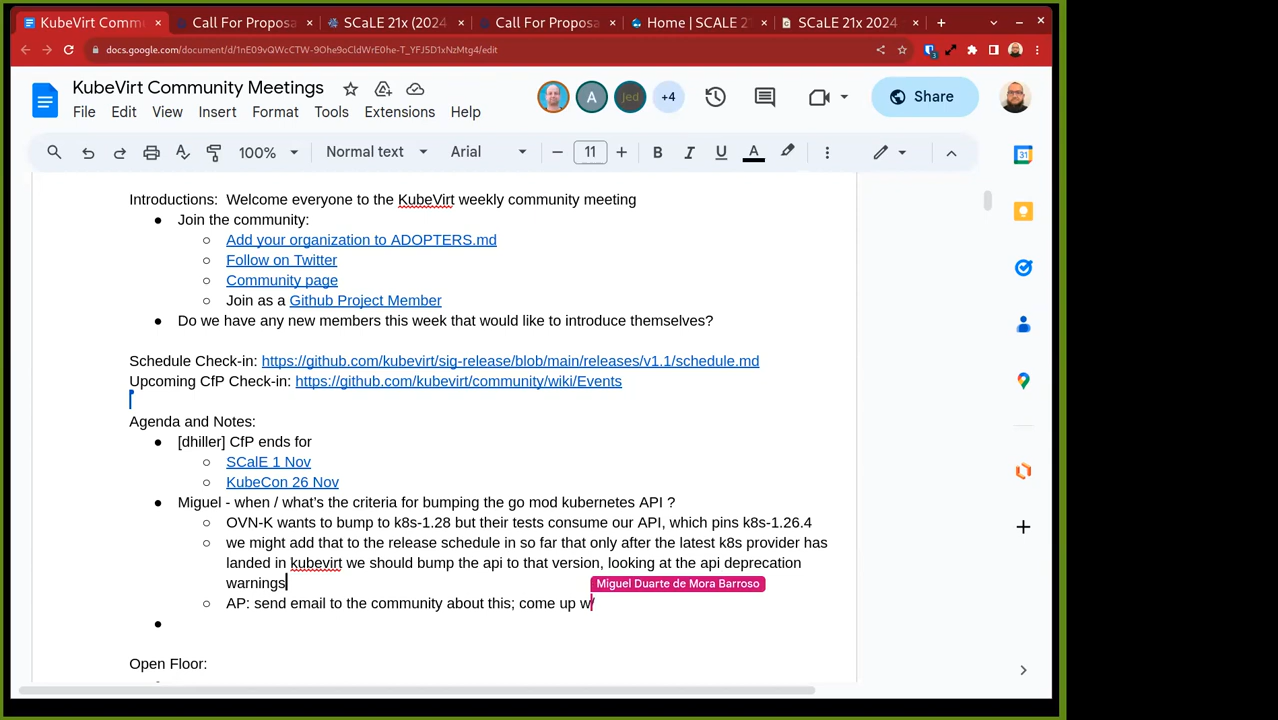 KubeVirt Comm
Call For Proposa
SCaLE 21x (2024
Call For Proposa
Home | SCALE 21
SCaLE 21x 2024
docs.google.com/document/d/1nE09vQWcCTW-9Ohe9oCldWrE0he-T_YFJ5D1xNzMtg4/edit
KubeVirt Community Meetings
File Edit View Insert Format Tools Extensions Help
A
Jed
+4
Share
100%
Normal text
Arial
11
B I U A
31
Introductions: Welcome everyone to the KubeVirt weekly community meeting
● Join the community:
○ Add your organization to ADOPTERS.md
○ Follow on Twitter
○ Community page
○ Join as a Github Project Member
● Do we have any new members this week that would like to introduce themselves?
Schedule Check-in: https://github.com/kubevirt/sig-release/blob/main/releases/v1.1/schedule.md
Upcoming CfP Check-in: https://github.com/kubevirt/community/wiki/Events
Agenda and Notes:
● [dhiller] CfP ends for
○ SCalE 1 Nov
○ KubeCon 26 Nov
● Miguel - when / what's the criteria for bumping the go mod kubernetes API ?
○ OVN-K wants to bump to k8s-1.28 but their tests consume our API, which pins k8s-1.26.4
○ we might add that to the release schedule in so far that only after the latest k8s provider has
landed in kubevirt we should bump the api to that version, looking at the api deprecation
warnings
Miguel Duarte de Mora Barroso
○ AP: send email to the community about this; come up w/
Open Floor: